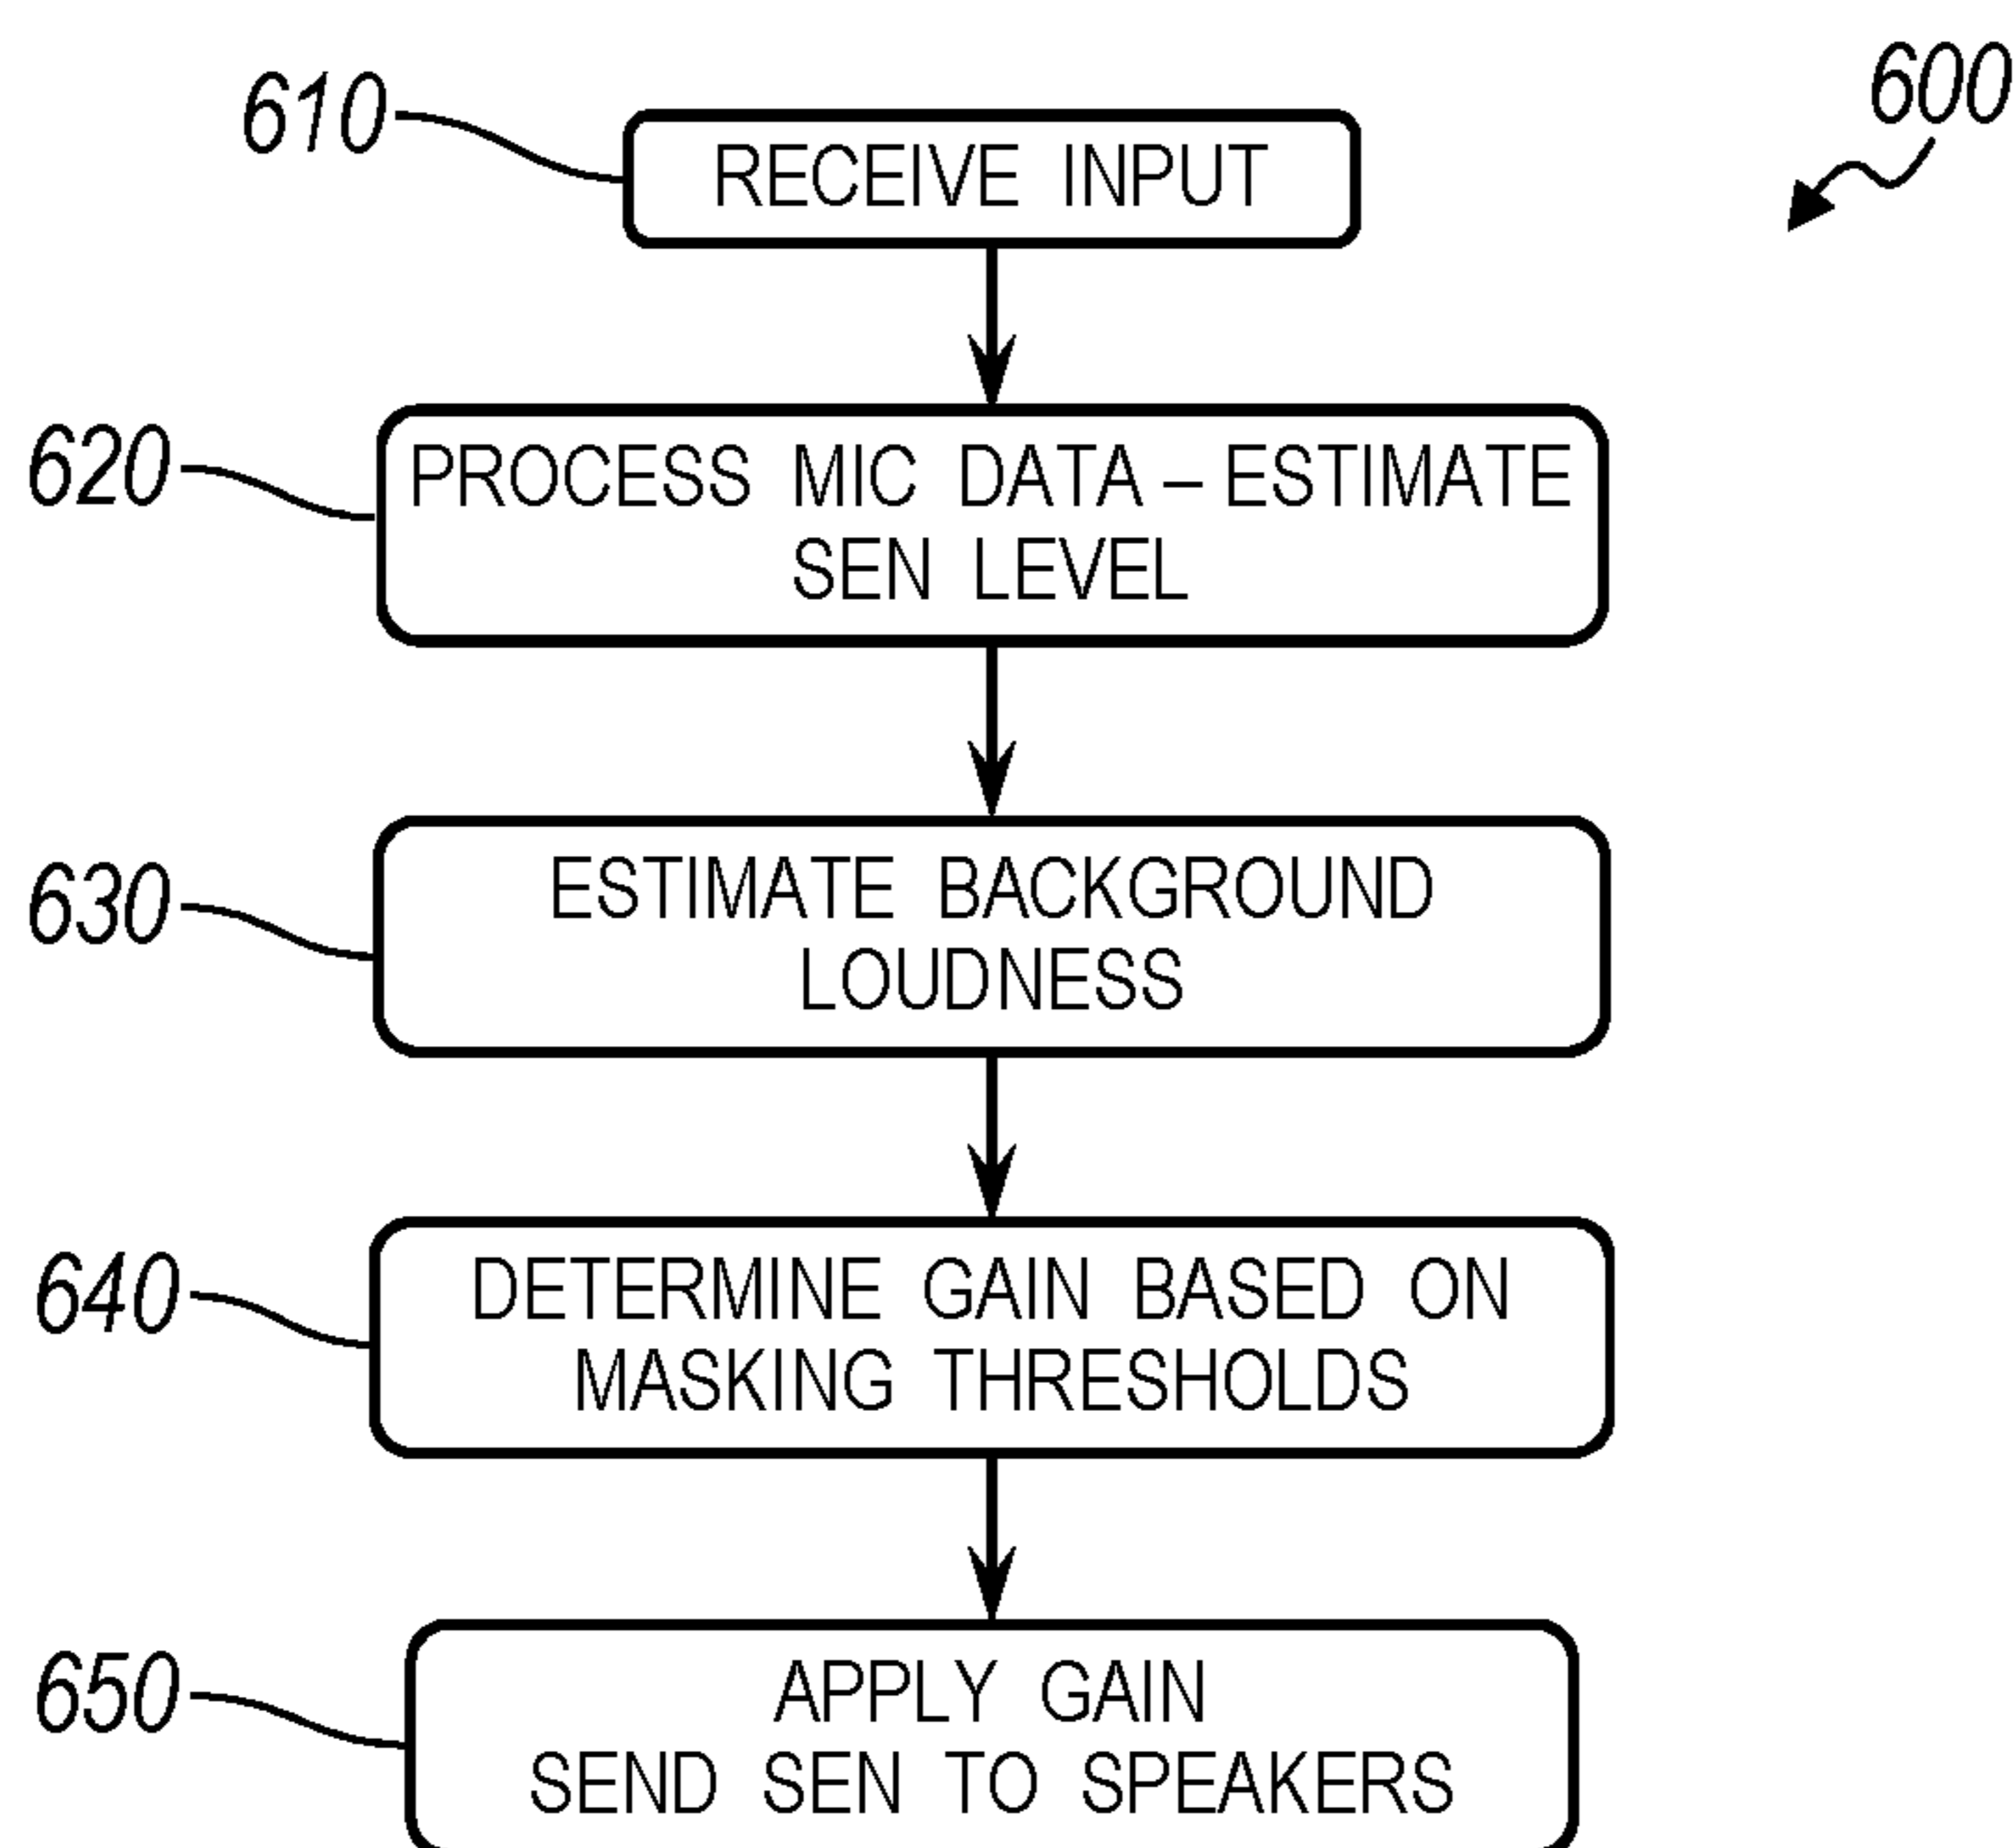 600
610
RECEIVE INPUT
620
PROCESS MIC DATA – ESTIMATE
SEN LEVEL
630
ESTIMATE BACKGROUND
LOUDNESS
640
DETERMINE GAIN BASED ON
MASKING THRESHOLDS
650
APPLY GAIN
SEND SEN TO SPEAKERS